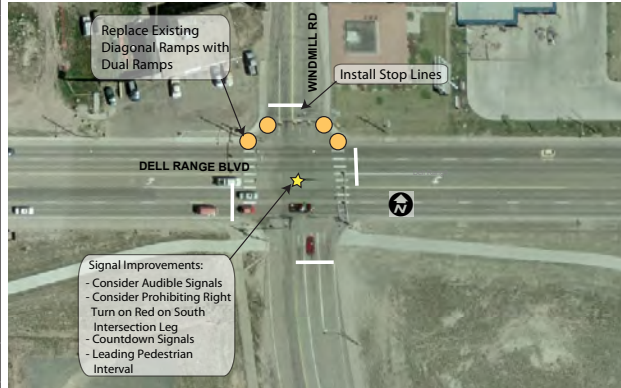 Replace Existing
Diagonal Ramps with
Dual Ramps
WINDMILL RD
Install Stop Lines
DELL RANGE BLVD
N
Signal Improvements:
- Consider Audible Signals
- Consider Prohibiting Right
Turn on Red on South
Intersection Leg
- Countdown Signals
- Leading Pedestrian
Interval